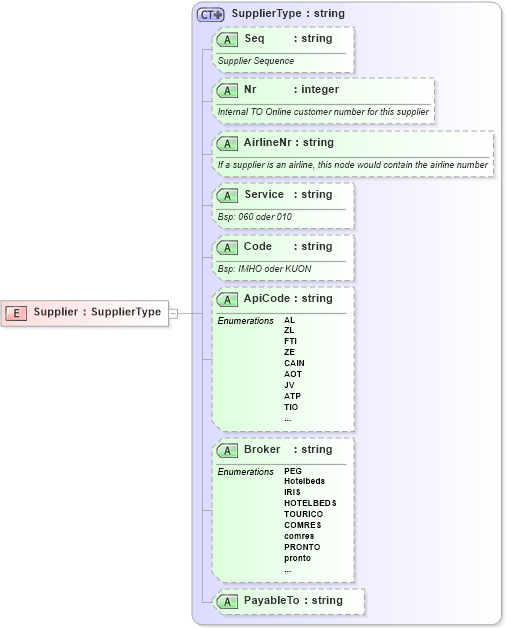 CT SupplierType : string
A Seq : string
Supplier Sequence
A Nr : integer
Internal TO Online customer number for this supplier
A AirlineNr : string
If a supplier is an airline, this node would contain the airline number
A Service : string
Bsp: 060 oder 010
A Code : string
Bsp: IMHO oder KUON
E Supplier : SupplierType
A ApiCode : string
Enumerations AL
ZL
FTI
ZE
CAIN
AOT
JV
ATP
TIO
...
A Broker : string
Enumerations PEG
Hotelbeds
IRIS
HOTELBEDS
TOURICO
COMRES
comres
PRONTO
pronto
...
A PayableTo : string